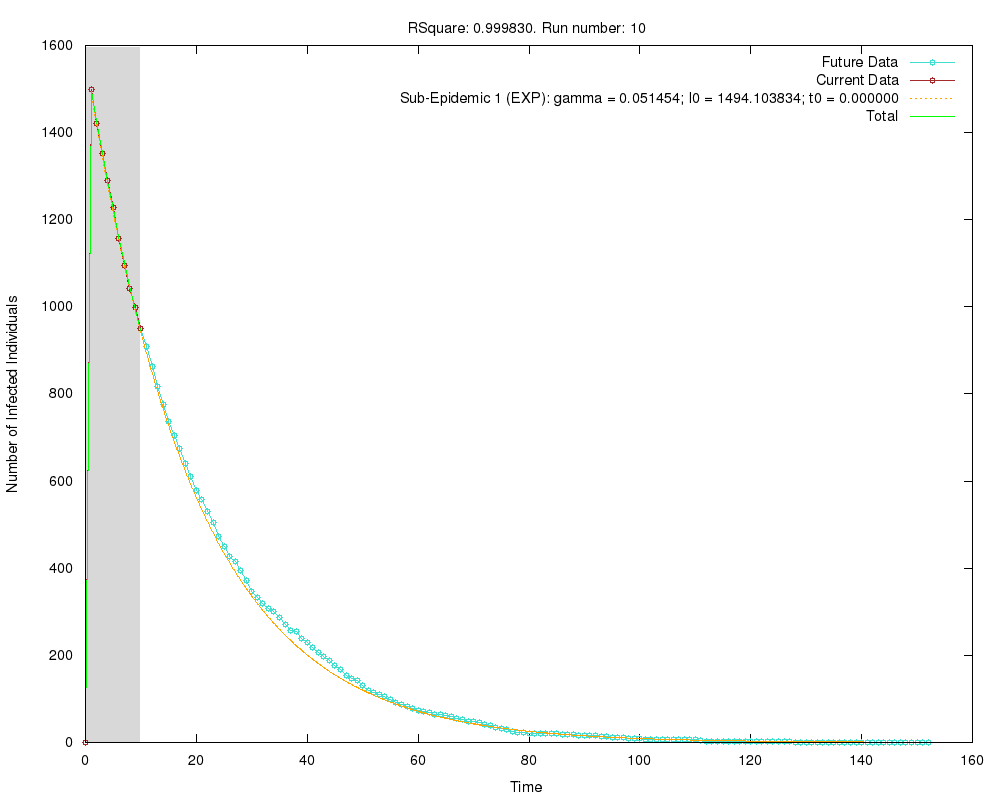 RSquare: 0.999830. Run number: 10
Future Data
Current Data
Sub-Epidemic 1 (EXP): gamma = 0.051454; I0 = 1494.103834; t0 = 0.000000
Total
Number of Infected Individuals
1600
1400
1200
1000
800
600
400
200
0
0 20 40 60 80 100 120 140 160
Time